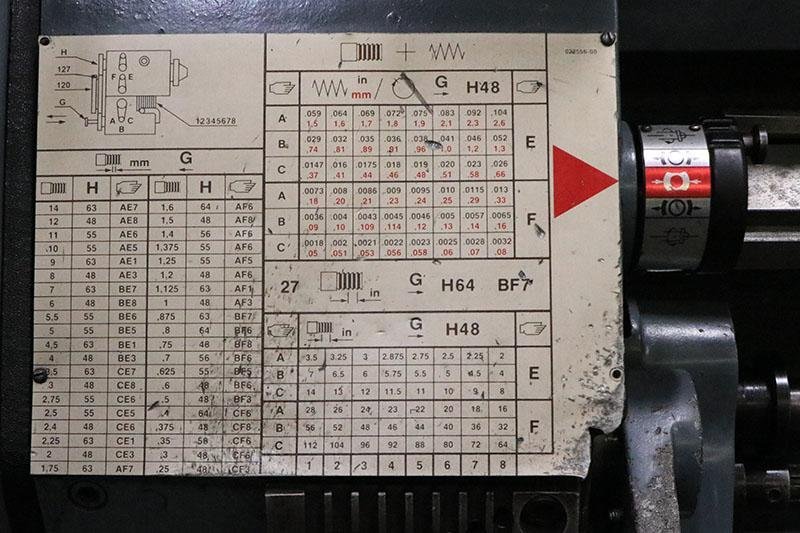 H
127
120
G
F E
A C
B
12345678
mm G
H H
14 63 AE7 1,6 64 AF6
12 48 AE8 1,5 48 AF8
11 55 AE6 1,4 56 AF6
10 55 AE5 1,375 55 AF6
9 63 AE1 1,25 55 AF5
8 48 AE3 1,2 48 AF6
7 63 BE7 1,125 63 AF1
6 48 BE8 1 48 AF3
5,5 55 BE6 ,875 63 BF7
5 55 BE5 ,8 64 BF6
4,5 63 BE1 ,75 48 BF8
4 48 BE3 ,7 56 BF6
3,5 63 CE7 ,625 55 BF5
3 48 CE8 ,6 48 BF6
2,75 55 CE6 ,5 48 BF3
2,5 55 CE5 ,4 64 CF6
2,4 48 CE6 ,375 48 CF8
2,25 63 CE1 ,35 56 CF6
2 48 CE3 ,3 48 CF6
1,75 63 AF7 ,25 48 CF3
+
in
mm/ G H48
A .059 .064 .069 .072 .075 .083 .092 .104
1,5 1,6 1,7 1,8 1,9 2,1 2,3 2,6
B .029 .032 .035 .036 .038 .041 .046 .052
.74 .81 .89 .91 .96 1,0 1,2 1,3
E
C .0147 .016 .0175 .018 .019 .020 .023 .026
.37 .41 .44 .46 .48 .51 .58 .66
A .0073 .008 .0086 .009 .0095 .010 .0115 .013
.18 .20 .21 .23 .24 .25 .29 .33
B .0036 .004 .0043 .0045 .0046 .005 .0057 .0065
.09 .10 .109 .114 .12 .13 .14 .16
F
C .0018 .002 .0021 .0022 .0023 .0025 .0028 .0032
.05 .051 .053 .056 .058 .06 .07 .08
27 in G H64 BF7
in G H48
A 3.5 3.25 3 2.875 2.75 2.5 2.25 2
B 7 6.5 6 5.75 5.5 5 4.5 4
E
C 14 13 12 11.5 11 10 9 8
A 28 26 24 23 22 20 18 16
B 56 52 48 46 44 40 36 32
F
C 112 104 96 92 88 80 72 64
1 2 3 4 5 6 7 8